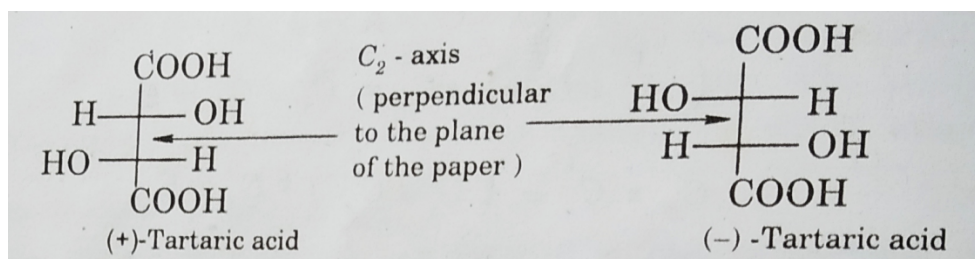 COOH
H OH
HO H
COOH
(+)-Tartaric acid
C₂ - axis
( perpendicular
to the plane
of the paper )
COOH
HO H
H OH
COOH
(–) -Tartaric acid